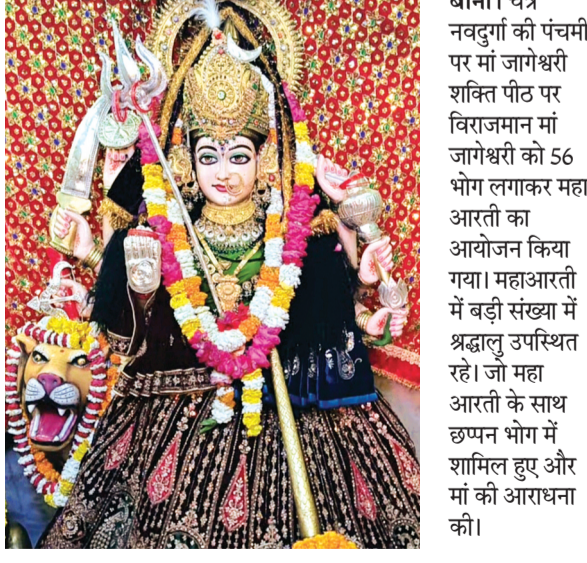 नवदुर्गा की पंचमी
पर मां जागेश्वरी
शक्ति पीठ पर
विराजमान मां
जागेश्वरी को 56
भोग लगाकर महा
आरती का
आयोजन किया
गया। महाआरती
में बड़ी संख्या में
श्रद्धालु उपस्थित
रहे। जो महा
आरती के साथ
छप्पन भोग में
शामिल हुए और
मां की आराधना
की।